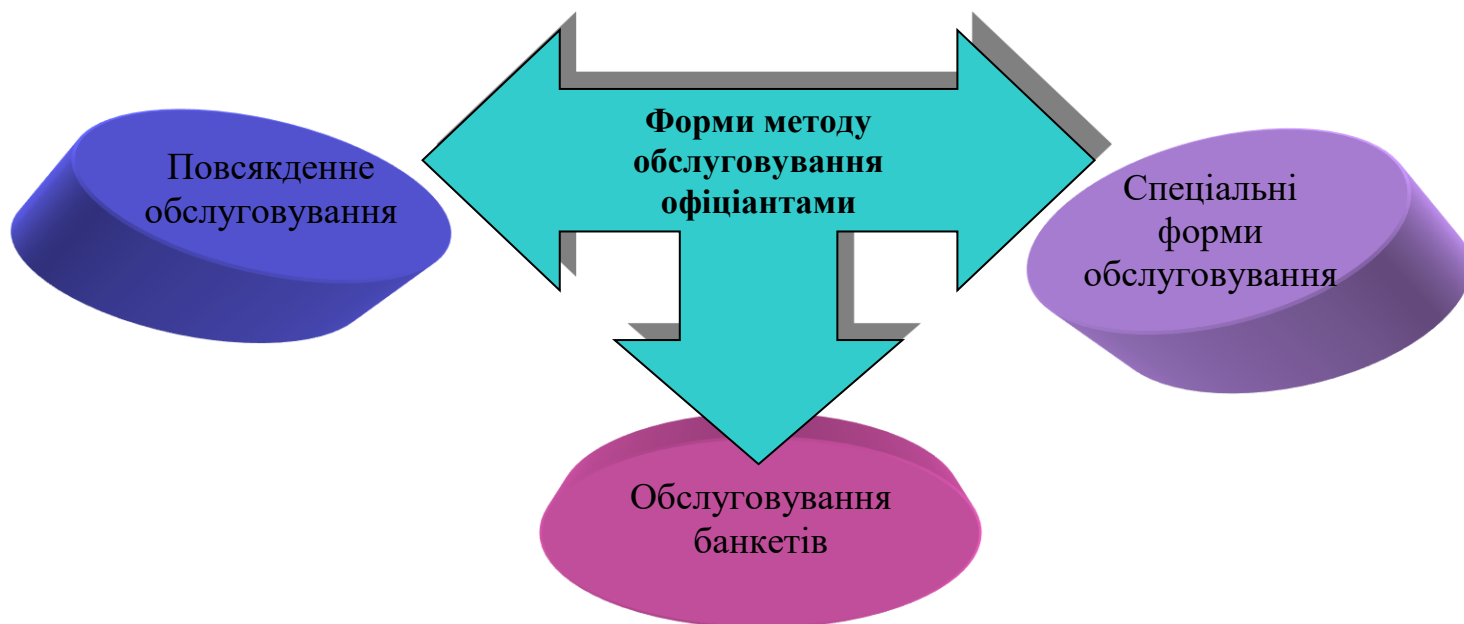 Форми методу
обслуговування
офіціантами
Повсякденне
обслуговування
Спеціальні
форми
обслуговування
Обслуговування
банкетів